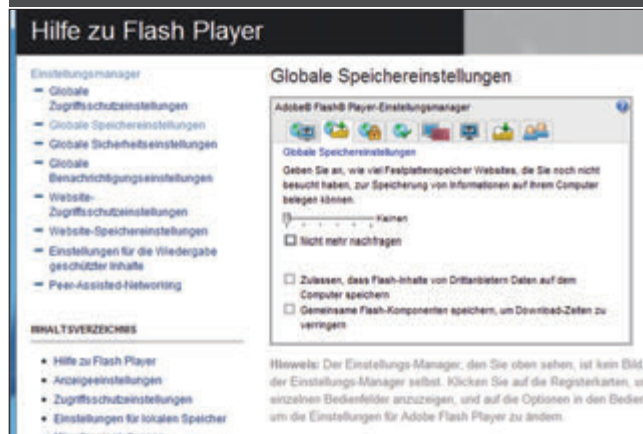 Hilfe zu Flash Player
Einstellungsmanager
Globale
Zugriffsschutzeinstellungen
Globale Speichereinstellungen
Globale Sicherheitseinstellungen
Globale
Benachrichtigungseinstellungen
Website-
Zugriffsschutzeinstellungen
Website-Speichereinstellungen
Einstellungen für die Wiedergabe
geschützter Inhalte
Peer-Assisted-Networking
INHALTSVERZEICHNIS
Hilfe zu Flash Player
Anzeigeeinstellungen
Zugriffsschutzeinstellungen
Einstellungen für lokalen Speicher
Globale Speichereinstellungen
Adobe® Flash® Player-Einstellungsmanager
Globale Speichereinstellungen
Geben Sie an, wie viel Festplattenspeicher Websites, die Sie noch nicht
besucht haben, zur Speicherung von Informationen auf Ihrem Computer
belegen können.
Keinen
Nicht mehr nachfragen
Zulassen, dass Flash-Inhalte von Drittanbietern Daten auf dem
Computer speichern
Gemeinsame Flash-Komponenten speichern, um Download-Zeiten zu
verringern
Hinweis: Der Einstellungs-Manager, den Sie oben sehen, ist kein Bild
der Einstellungs-Manager selbst. Klicken Sie auf die Registerkarten,
einzelnen Bedienfelder anzuzeigen, und auf die Optionen in den Bedien
um die Einstellungen für Adobe Flash Player zu ändern.